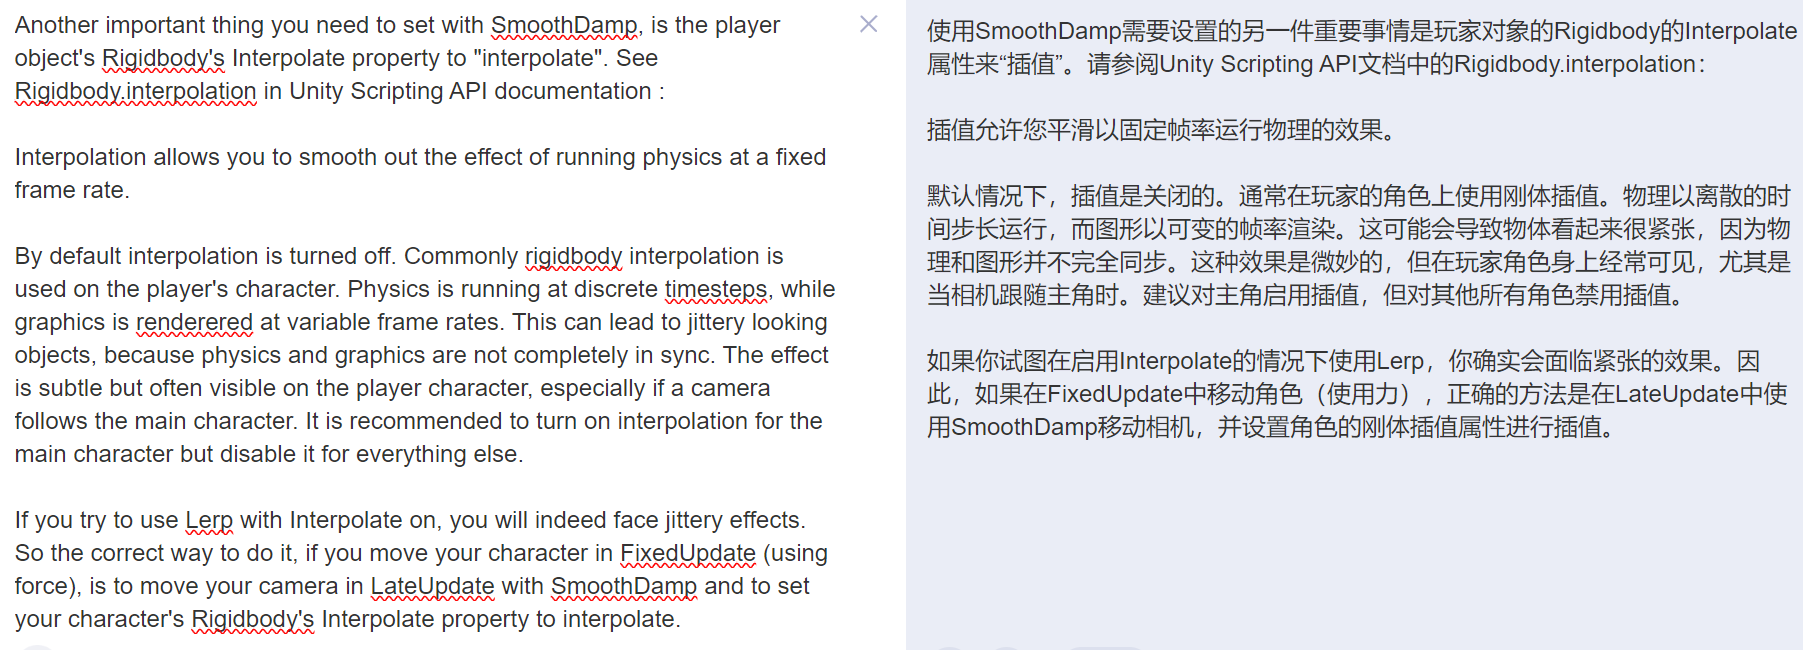 Another important thing you need to set with SmoothDamp, is the player
object's Rigidbody's Interpolate property to "interpolate". See
Rigidbody.interpolation in Unity Scripting API documentation :
Interpolation allows you to smooth out the effect of running physics at a fixed
frame rate.
By default interpolation is turned off. Commonly rigidbody interpolation is
used on the player's character. Physics is running at discrete timesteps, while
graphics is renderered at variable frame rates. This can lead to jittery looking
objects, because physics and graphics are not completely in sync. The effect
is subtle but often visible on the player character, especially if a camera
follows the main character. It is recommended to turn on interpolation for the
main character but disable it for everything else.
If you try to use Lerp with Interpolate on, you will indeed face jittery effects.
So the correct way to do it, if you move your character in FixedUpdate (using
force), is to move your camera in LateUpdate with SmoothDamp and to set
your character's Rigidbody's Interpolate property to interpolate.
使用SmoothDamp需要设置的另一件重要事情是玩家对象的Rigidbody的Interpolate
属性来“插值”。请参阅Unity Scripting API文档中的Rigidbody.interpolation：
插值允许您平滑以固定帧率运行物理的效果。
默认情况下，插值是关闭的。通常在玩家的角色上使用刚体插值。物理以离散的时
间步长运行，而图形以可变的帧率渲染。这可能会导致物体看起来很紧张，因为物
理和图形并不完全同步。这种效果是微妙的，但在玩家角色身上经常可见，尤其是
当相机跟随主角时。建议对主角启用插值，但对其他所有角色禁用插值。
如果你试图在启用Interpolate的情况下使用Lerp，你确实会面临紧张的效果。因
此，如果在FixedUpdate中移动角色（使用力），正确的方法是在LateUpdate中使
用SmoothDamp移动相机，并设置角色的刚体插值属性进行插值。